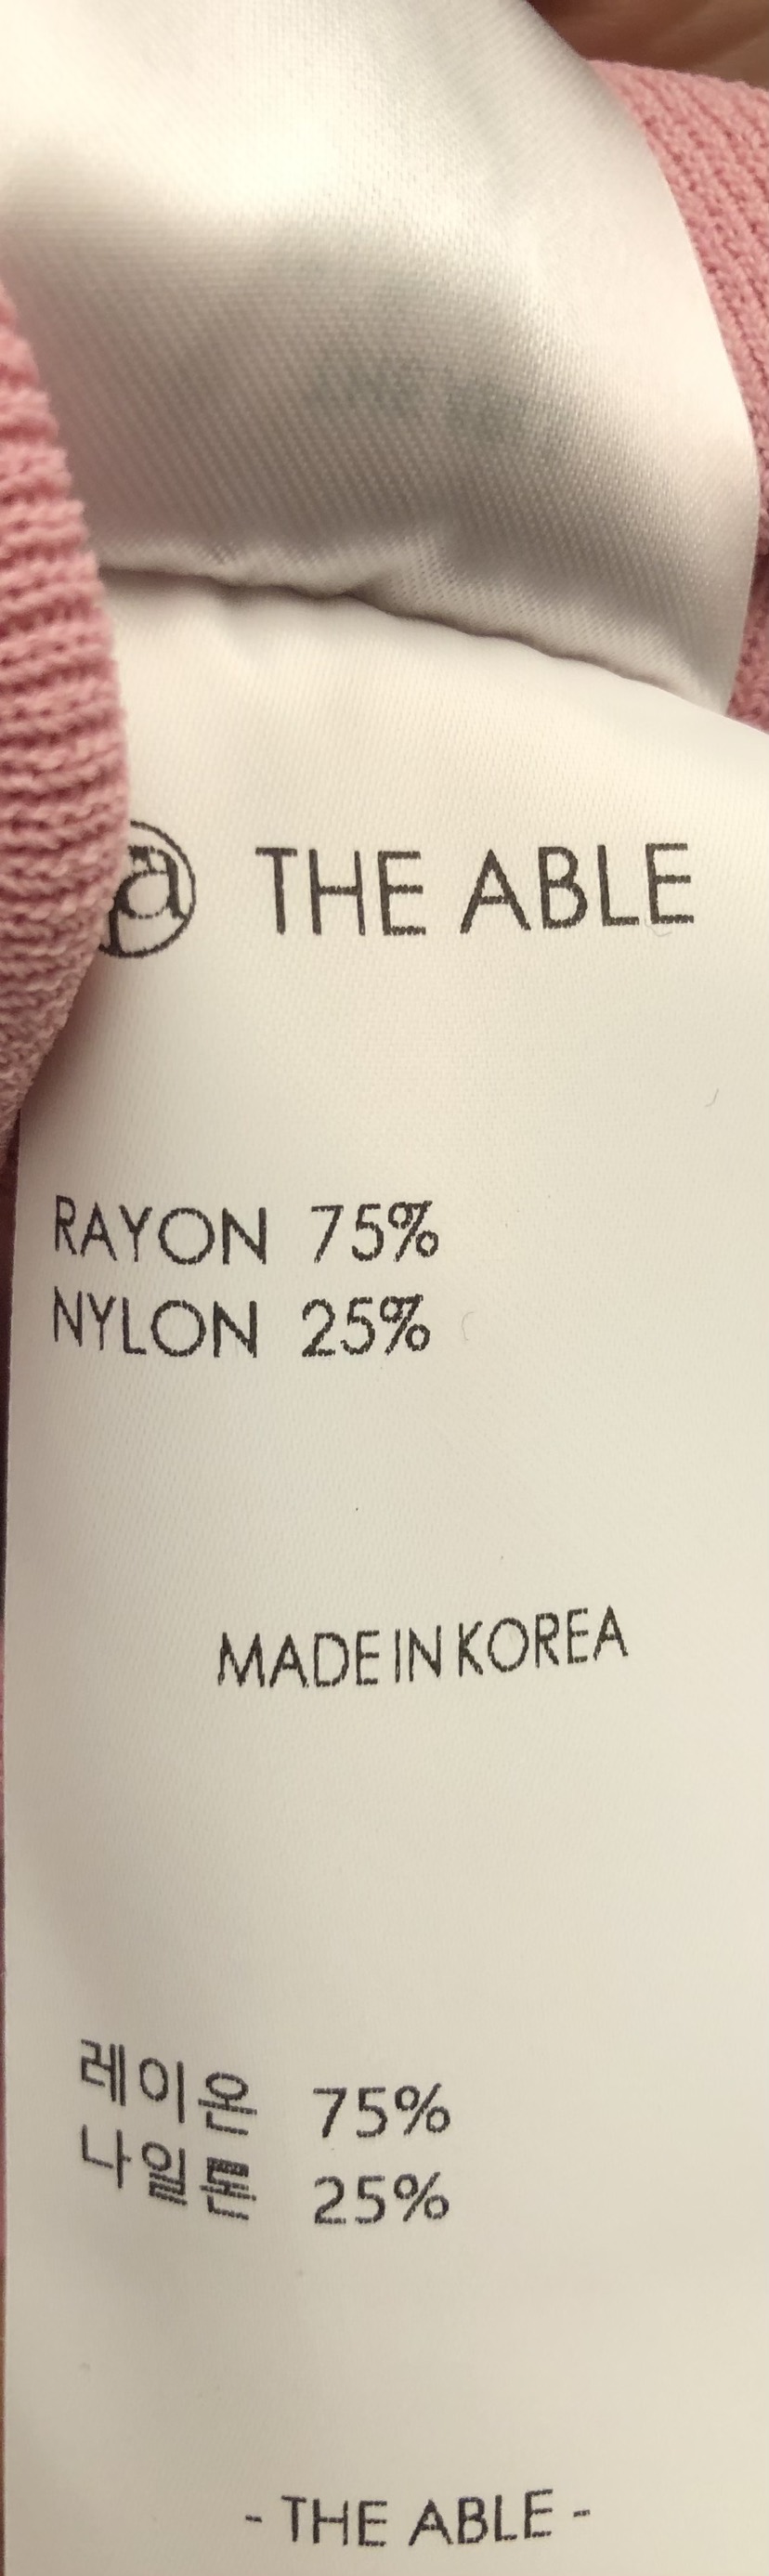 ⓐ THE ABLE
RAYON 75%
NYLON 25%
MADE IN KOREA
레이온 75%
나일론 25%
- THE ABLE -